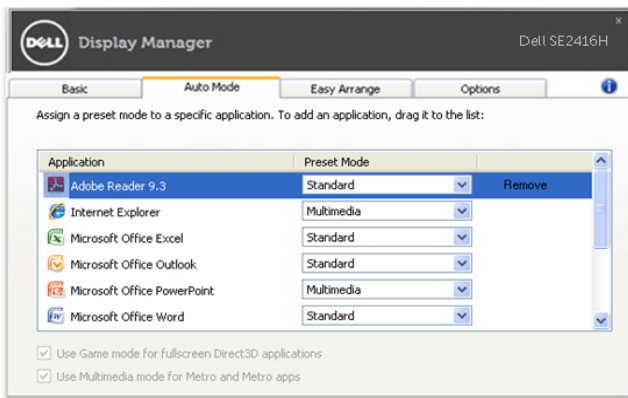 DELL Display Manager Dell SE2416H
Basic Auto Mode Easy Arrange Options
Assign a preset mode to a specific application. To add an application, drag it to the list:
Application Preset Mode
Adobe Reader 9.3 Standard Remove
Internet Explorer Multimedia
Microsoft Office Excel Standard
Microsoft Office Outlook Standard
Microsoft Office PowerPoint Multimedia
Microsoft Office Word Standard
Use Game mode for fullscreen Direct3D applications
Use Multimedia mode for Metro and Metro apps